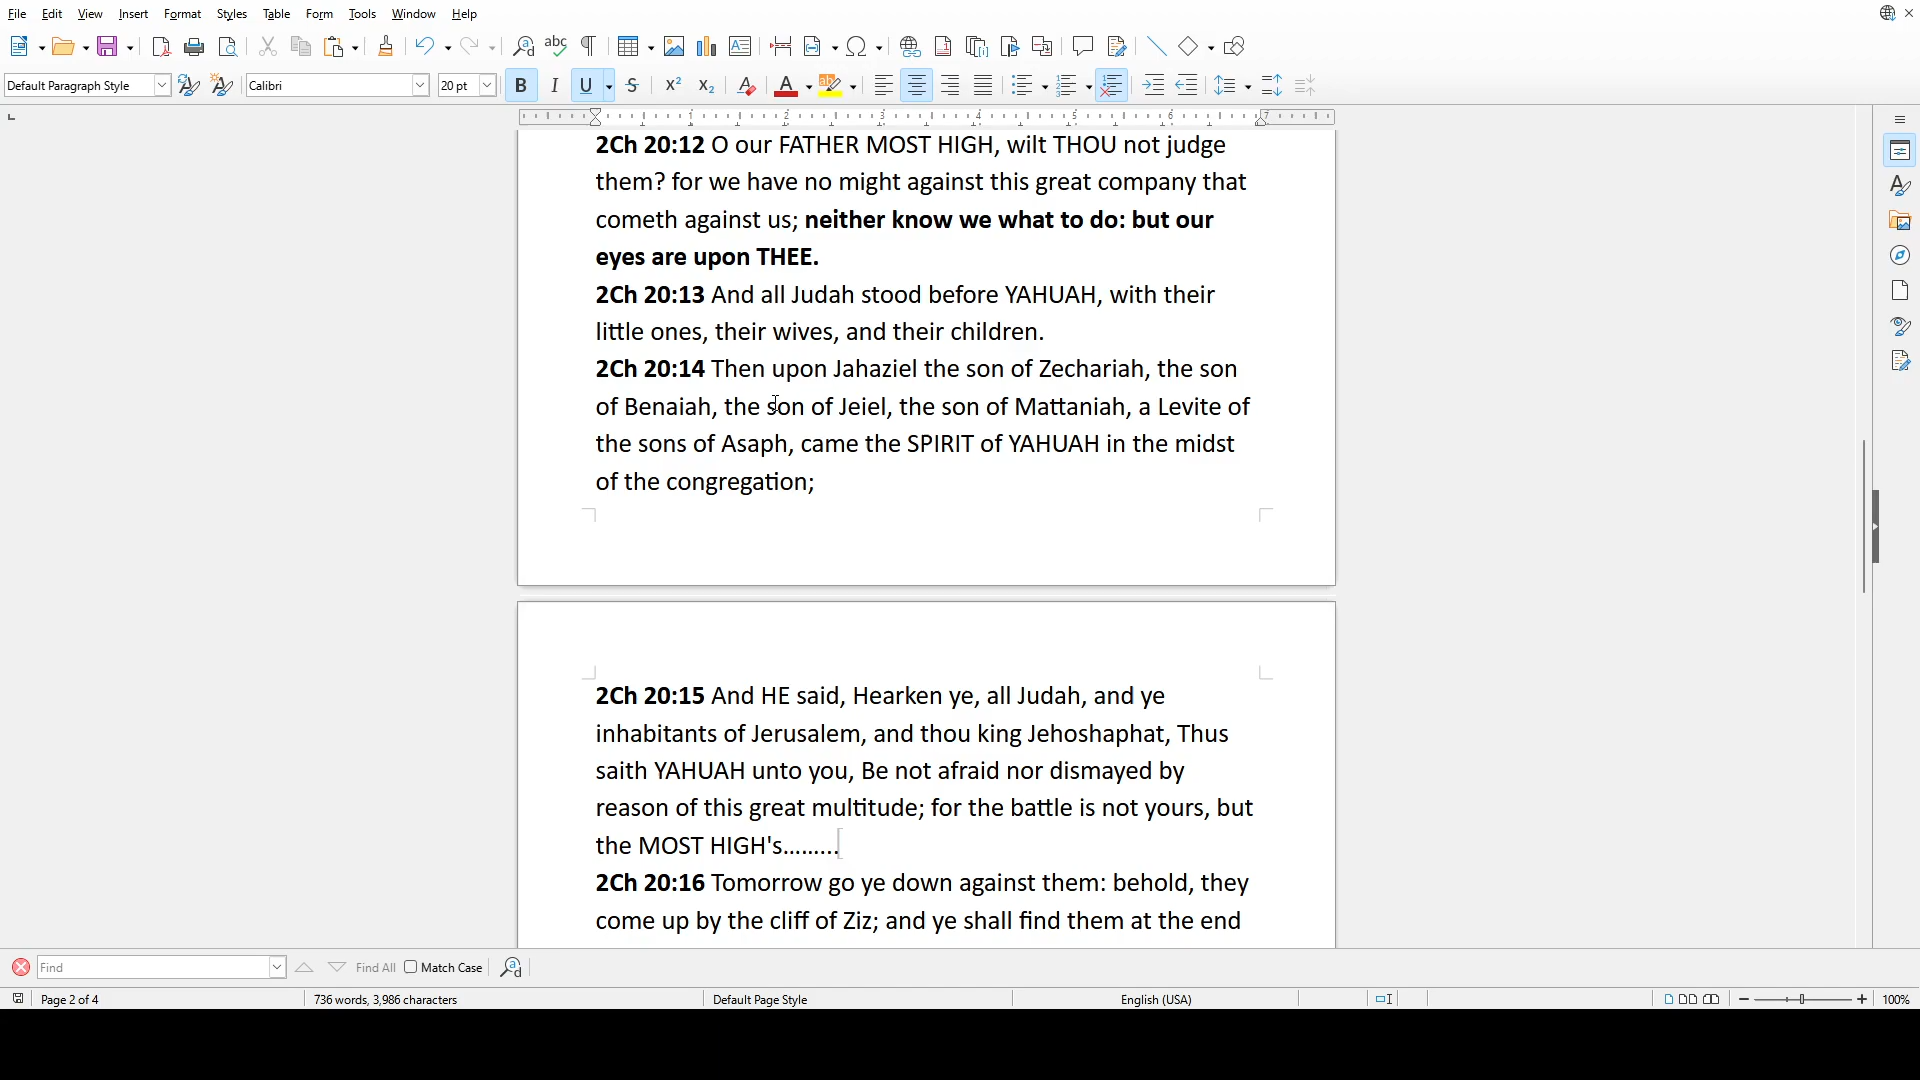 File Edit View Insert Format Styles Table Form Tools Window Help
Default Paragraph Style Calibri 20 pt
2Ch 20:12 O our FATHER MOST HIGH, wilt THOU not judge
them? for we have no might against this great company that
cometh against us; neither know we what to do: but our
eyes are upon THEE.
2Ch 20:13 And all Judah stood before YAHUAH, with their
little ones, their wives, and their children.
2Ch 20:14 Then upon Jahaziel the son of Zechariah, the son
of Benaiah, the son of Jeiel, the son of Mattaniah, a Levite of
the sons of Asaph, came the SPIRIT of YAHUAH in the midst
of the congregation;
2Ch 20:15 And HE said, Hearken ye, all Judah, and ye
inhabitants of Jerusalem, and thou king Jehoshaphat, Thus
saith YAHUAH unto you, Be not afraid nor dismayed by
reason of this great multitude; for the battle is not yours, but
the MOST HIGH's.........
2Ch 20:16 Tomorrow go ye down against them: behold, they
come up by the cliff of Ziz; and ye shall find them at the end
Find Find All Match Case
Page 2 of 4 736 words, 3,986 characters Default Page Style English (USA) 100%